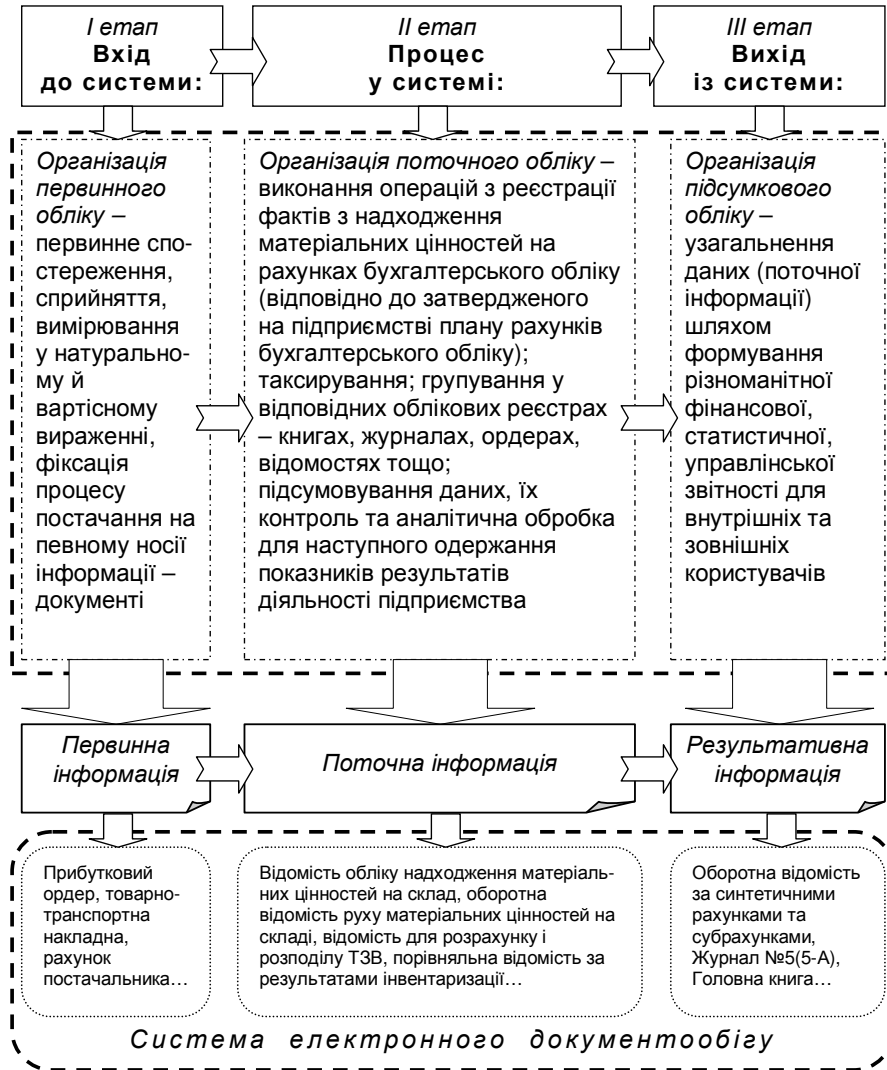 І етап
Вхід
до системи:
ІІ етап
Процес
у системі:
ІІІ етап
Вихід
із системи:
Організація
первинного
обліку –
первинне спо-
стереження,
сприйняття,
вимірювання
у натурально-
му й
вартісному
вираженні,
фіксація
процесу
постачання на
певному носії
інформації –
документі
Організація поточного обліку –
виконання операцій з реєстрації
фактів з надходження
матеріальних цінностей на
рахунках бухгалтерського обліку
(відповідно до затвердженого
на підприємстві плану рахунків
бухгалтерського обліку);
таксирування; групування у
відповідних облікових реєстрах
– книгах, журналах, ордерах,
відомостях тощо;
підсумовування даних, їх
контроль та аналітична обробка
для наступного одержання
показників результатів
діяльності підприємства
Організація
підсумкового
обліку –
узагальнення
даних (поточної
інформації)
шляхом
формування
різноманітної
фінансової,
статистичної,
управлінської
звітності для
внутрішніх та
зовнішніх
користувачів
Первинна
інформація
Поточна інформація
Результативна
інформація
Прибутковий
ордер, товарно-
транспортна
накладна,
рахунок
постачальника…
Відомість обліку надходження матеріаль-
них цінностей на склад, оборотна
відомість руху матеріальних цінностей на
складі, відомість для розрахунку і
розподілу ТЗВ, порівняльна відомість за
результатами інвентаризації…
Оборотна відомість
за синтетичними
рахунками та
субрахунками,
Журнал №5(5-А),
Головна книга…
Система електронного документообігу